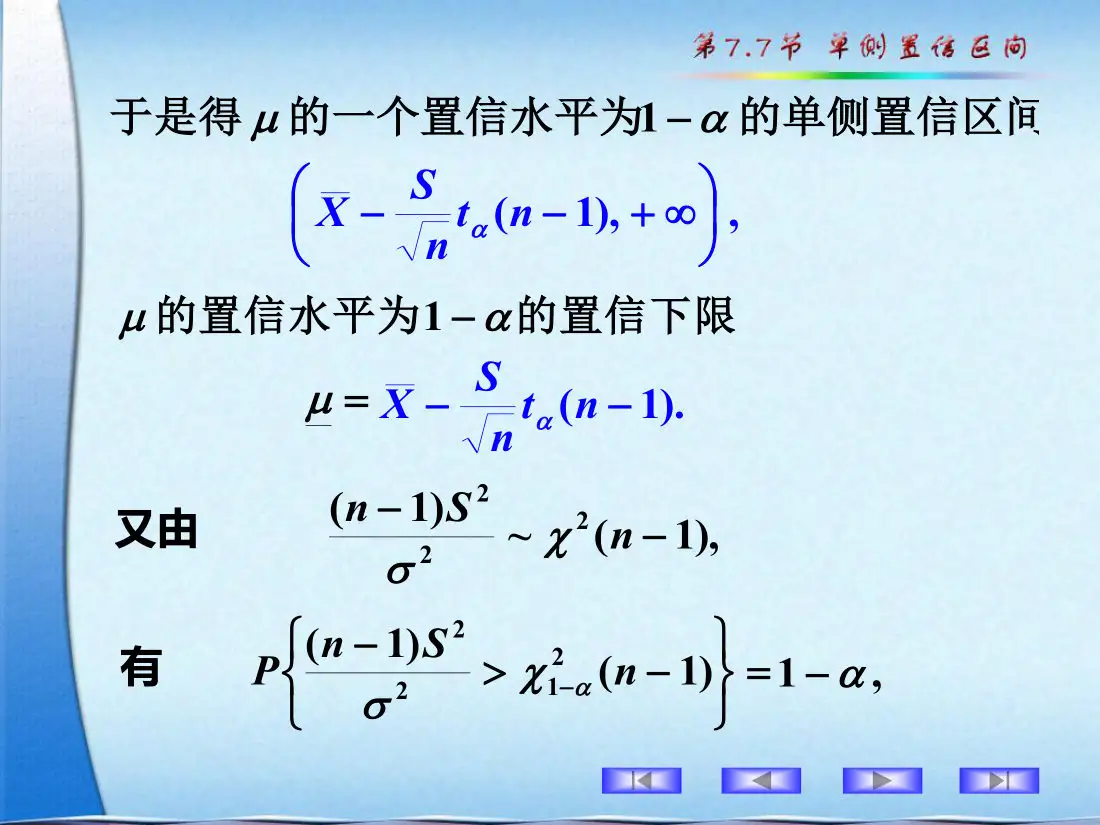 第7.7节 单侧置信区间
于是得 μ 的一个置信水平为1 − α 的单侧置信区间
( X̅ − S/√n t_α (n − 1), + ∞ ) ,
μ 的置信水平为1 − α 的置信下限
μ̲ = X̅ − S/√n t_α (n − 1).
又由 (n − 1)S²/σ² ~ χ² (n − 1),
有 P{ (n − 1)S²/σ² > χ²_{1−α} (n − 1) } = 1 − α ,